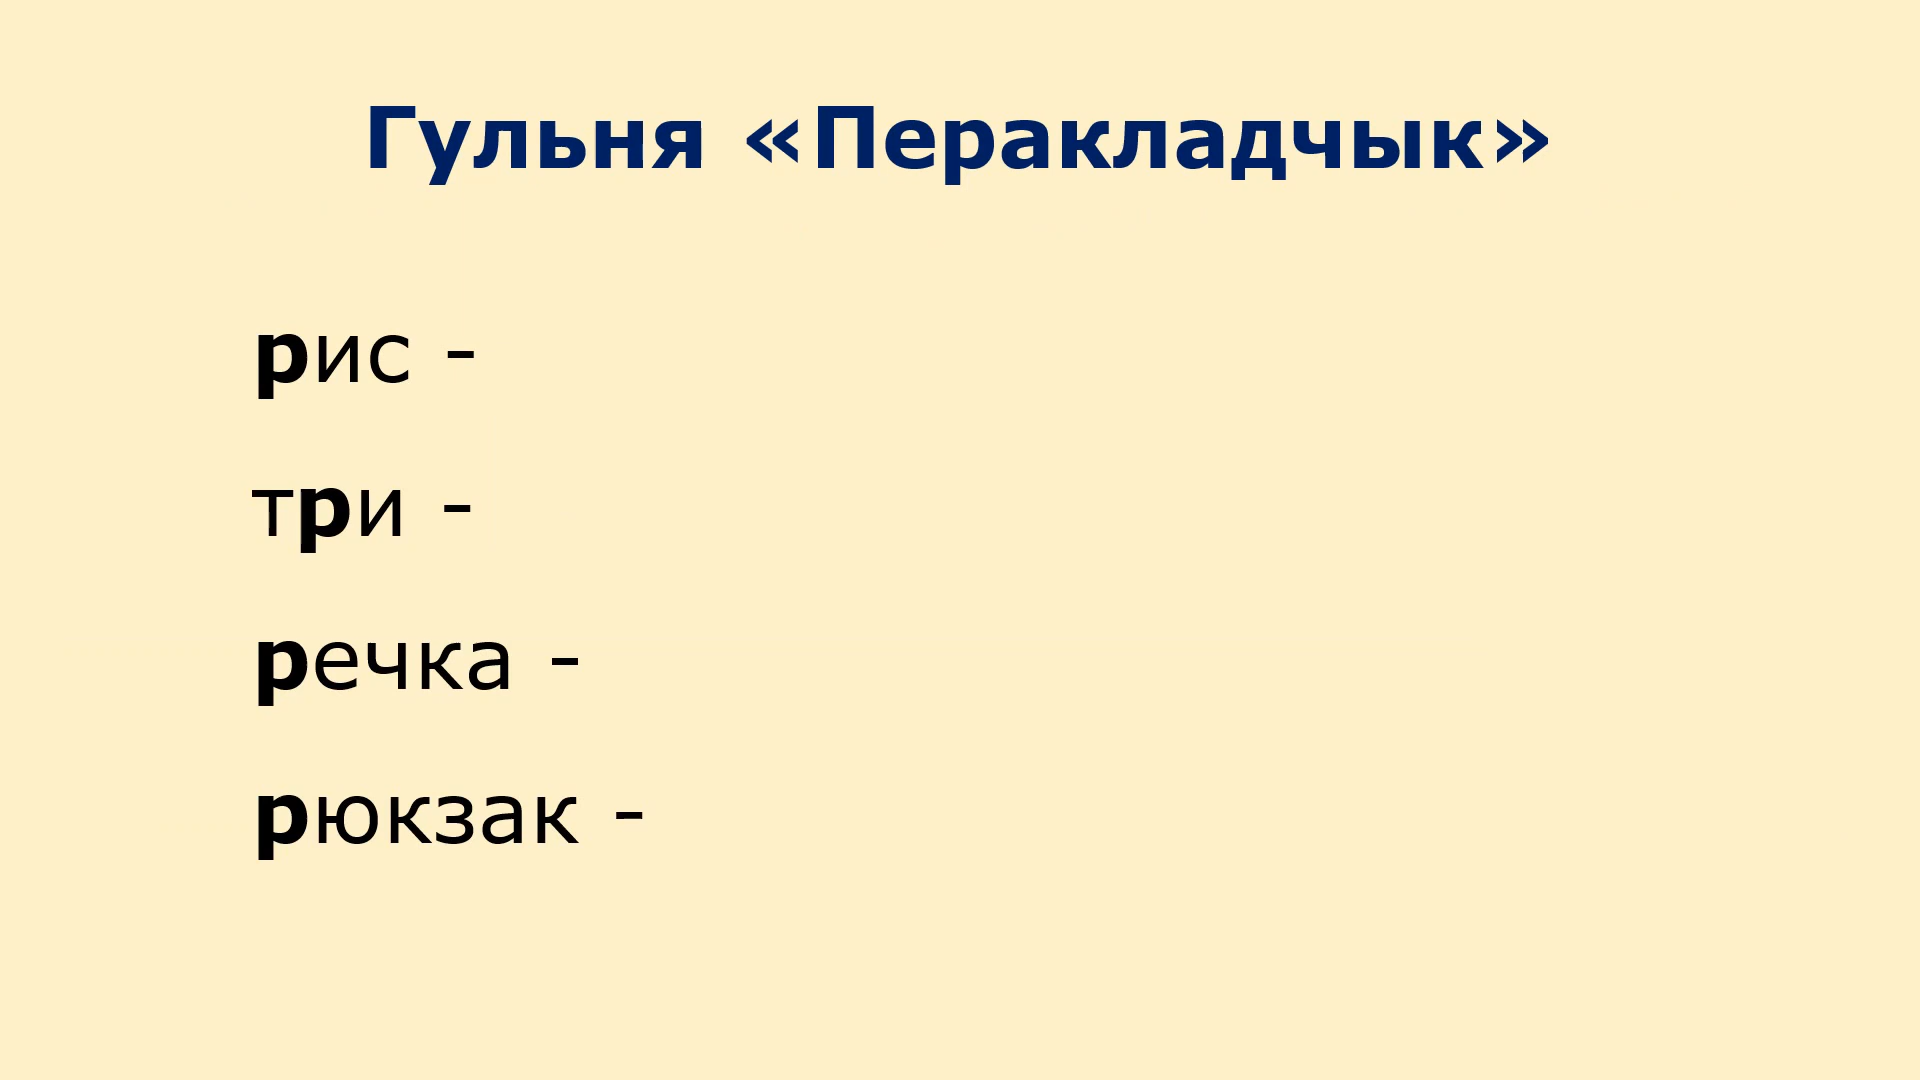 Гульня «Перакладчык»
рис -
три -
речка -
рюкзак -